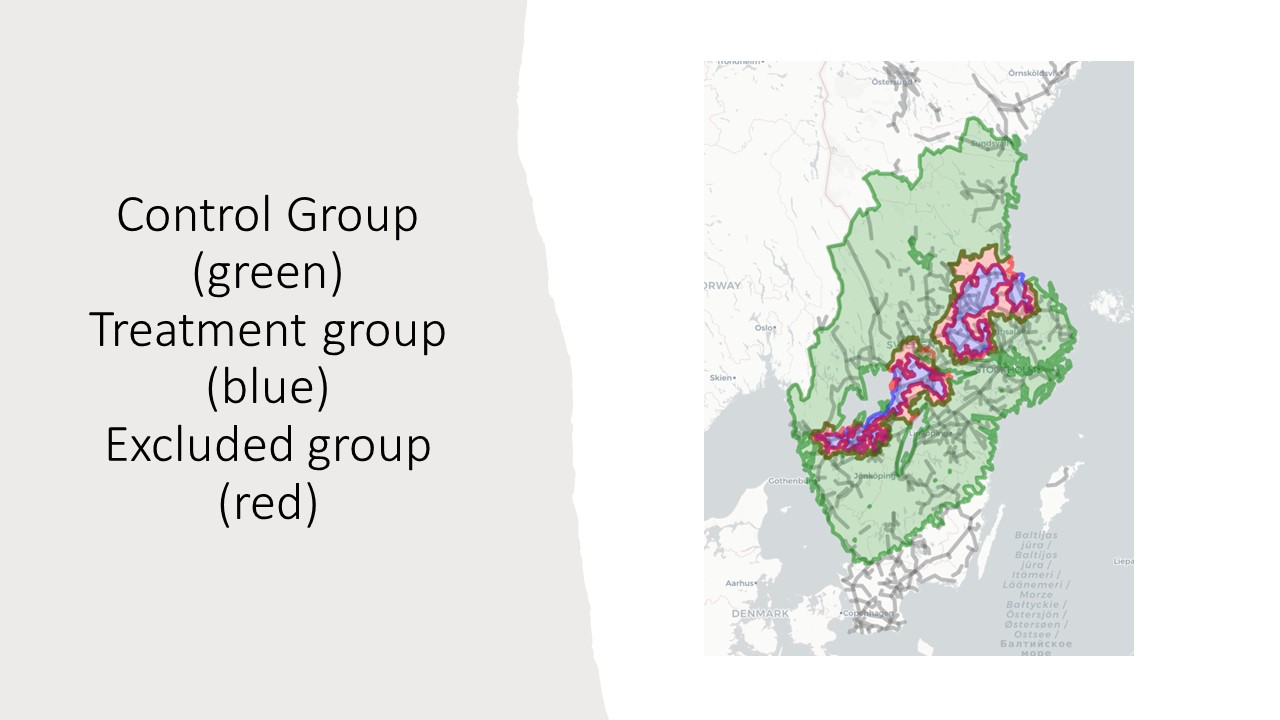 Control Group
(green)
Treatment group
(blue)
Excluded group
(red)
Trondheim
Östersund
Örnsköldsvik
Sundsvall
ORWAY
Oslo
Skien
STOCKHOLM
Linköping
Jönköping
Gothenburg
Baltijas
jūra /
Baltijos
jūra /
Itämeri /
Läänemeri /
Morze
Bałtyckie /
Östersjön /
Østersøen /
Ostsee /
Балтийское
море
Liepa
Aarhus
DENMARK
Copenhagen